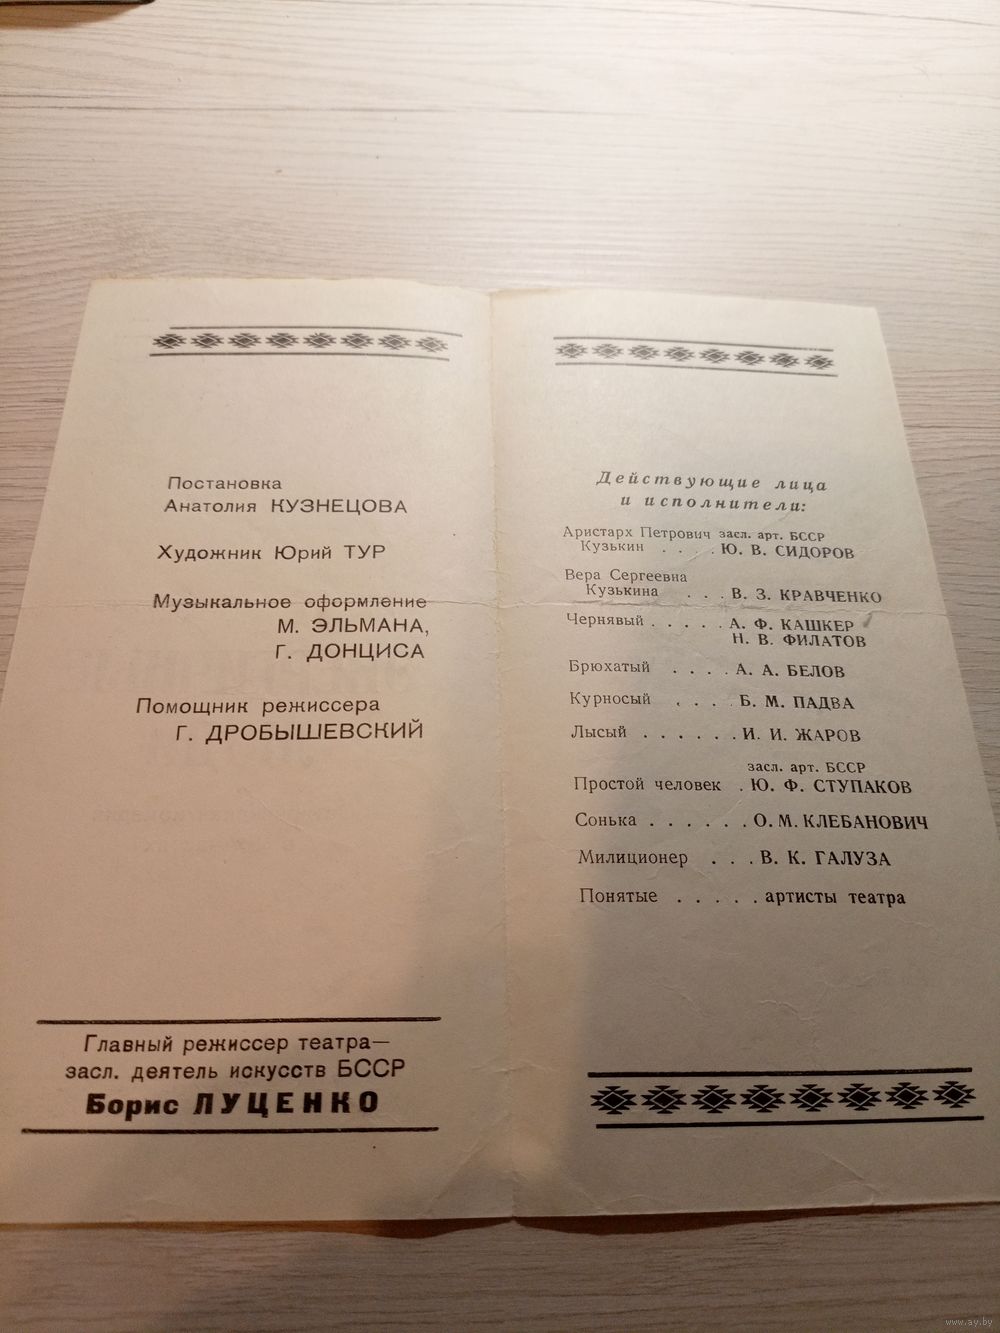 Постановка
Анатолия КУЗНЕЦОВА
Художник Юрий ТУР
Музыкальное оформление
М. ЭЛЬМАНА,
Г. ДОНЦИСА
Помощник режиссера
Г. ДРОБЫШЕВСКИЙ
Главный режиссер театра—
засл. деятель искусств БССР
Борис ЛУЦЕНКО
Действующие лица
и исполнители:
Аристарх Петрович засл. арт. БССР
Кузькин . . . . Ю. В. СИДОРОВ
Вера Сергеевна
Кузькина . . . В. З. КРАВЧЕНКО
Чернявый . . . . . А. Ф. КАШКЕР
Н. В. ФИЛАТОВ
Брюхатый . . . . А. А. БЕЛОВ
Курносый . . . . Б. М. ПАДВА
Лысый . . . . . . И. И. ЖАРОВ
засл. арт. БССР
Простой человек . Ю. Ф. СТУПАКОВ
Сонька . . . . . . О. М. КЛЕБАНОВИЧ
Милиционер . . . В. К. ГАЛУЗА
Понятые . . . . . артисты театра
www.ay.by